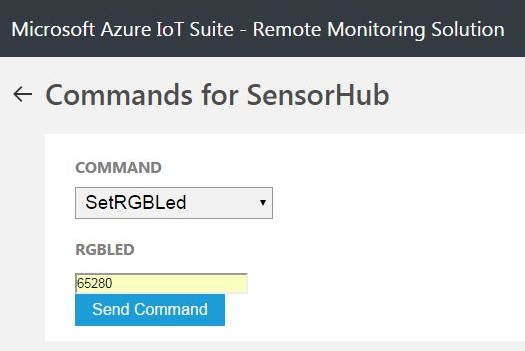 Microsoft Azure IoT Suite - Remote Monitoring Solution
Commands for SensorHub
COMMAND
SetRGBLed
RGBLED
65280
Send Command